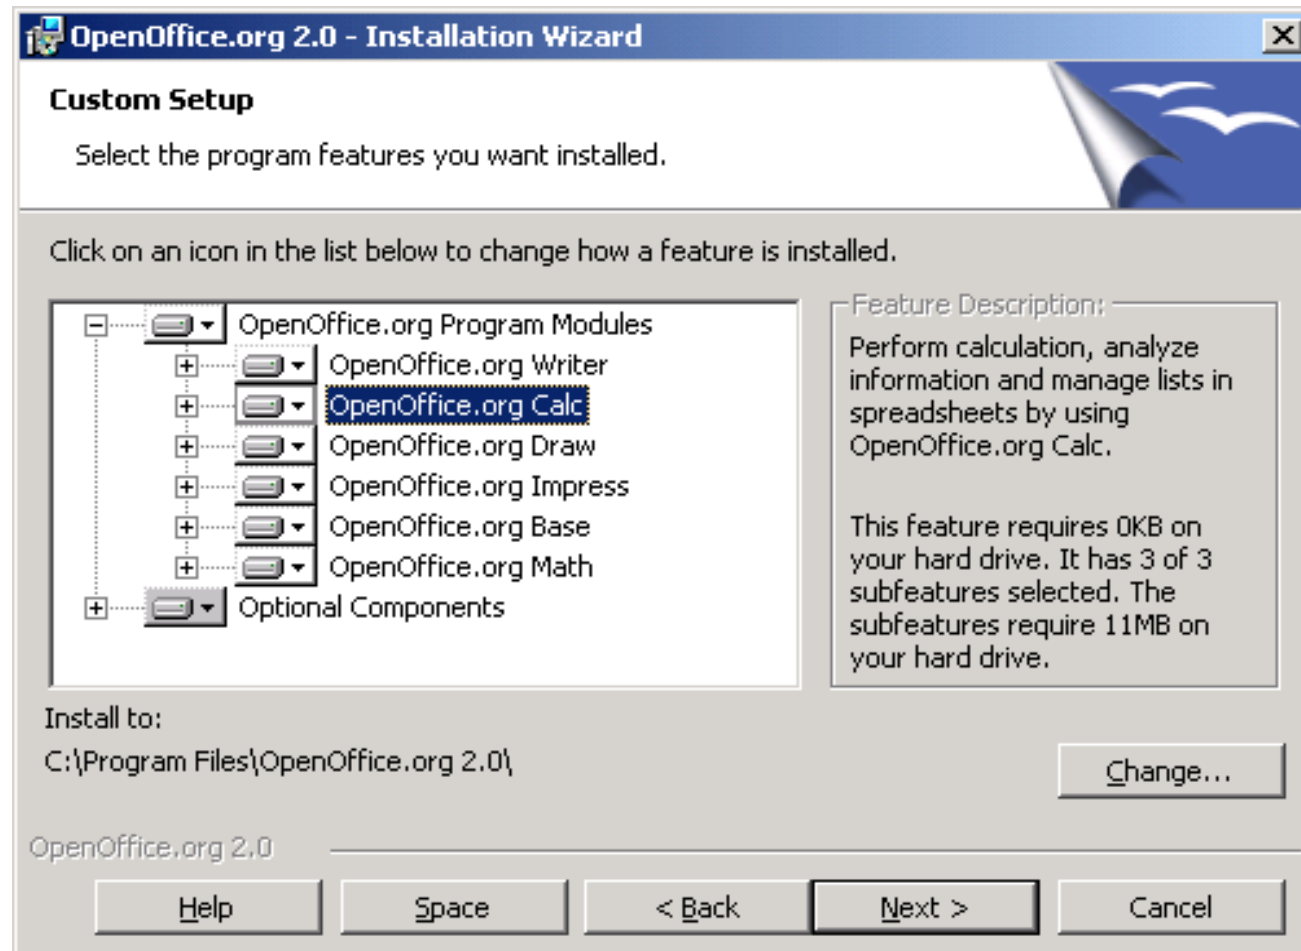 OpenOffice.org 2.0 - Installation Wizard
Custom Setup
Select the program features you want installed.
Click on an icon in the list below to change how a feature is installed.
OpenOffice.org Program Modules
OpenOffice.org Writer
OpenOffice.org Calc
OpenOffice.org Draw
OpenOffice.org Impress
OpenOffice.org Base
OpenOffice.org Math
Optional Components
Feature Description:
Perform calculation, analyze
information and manage lists in
spreadsheets by using
OpenOffice.org Calc.
This feature requires 0KB on
your hard drive. It has 3 of 3
subfeatures selected. The
subfeatures require 11MB on
your hard drive.
Install to:
C:\Program Files\OpenOffice.org 2.0\
Change...
OpenOffice.org 2.0
Help
Space
< Back
Next >
Cancel